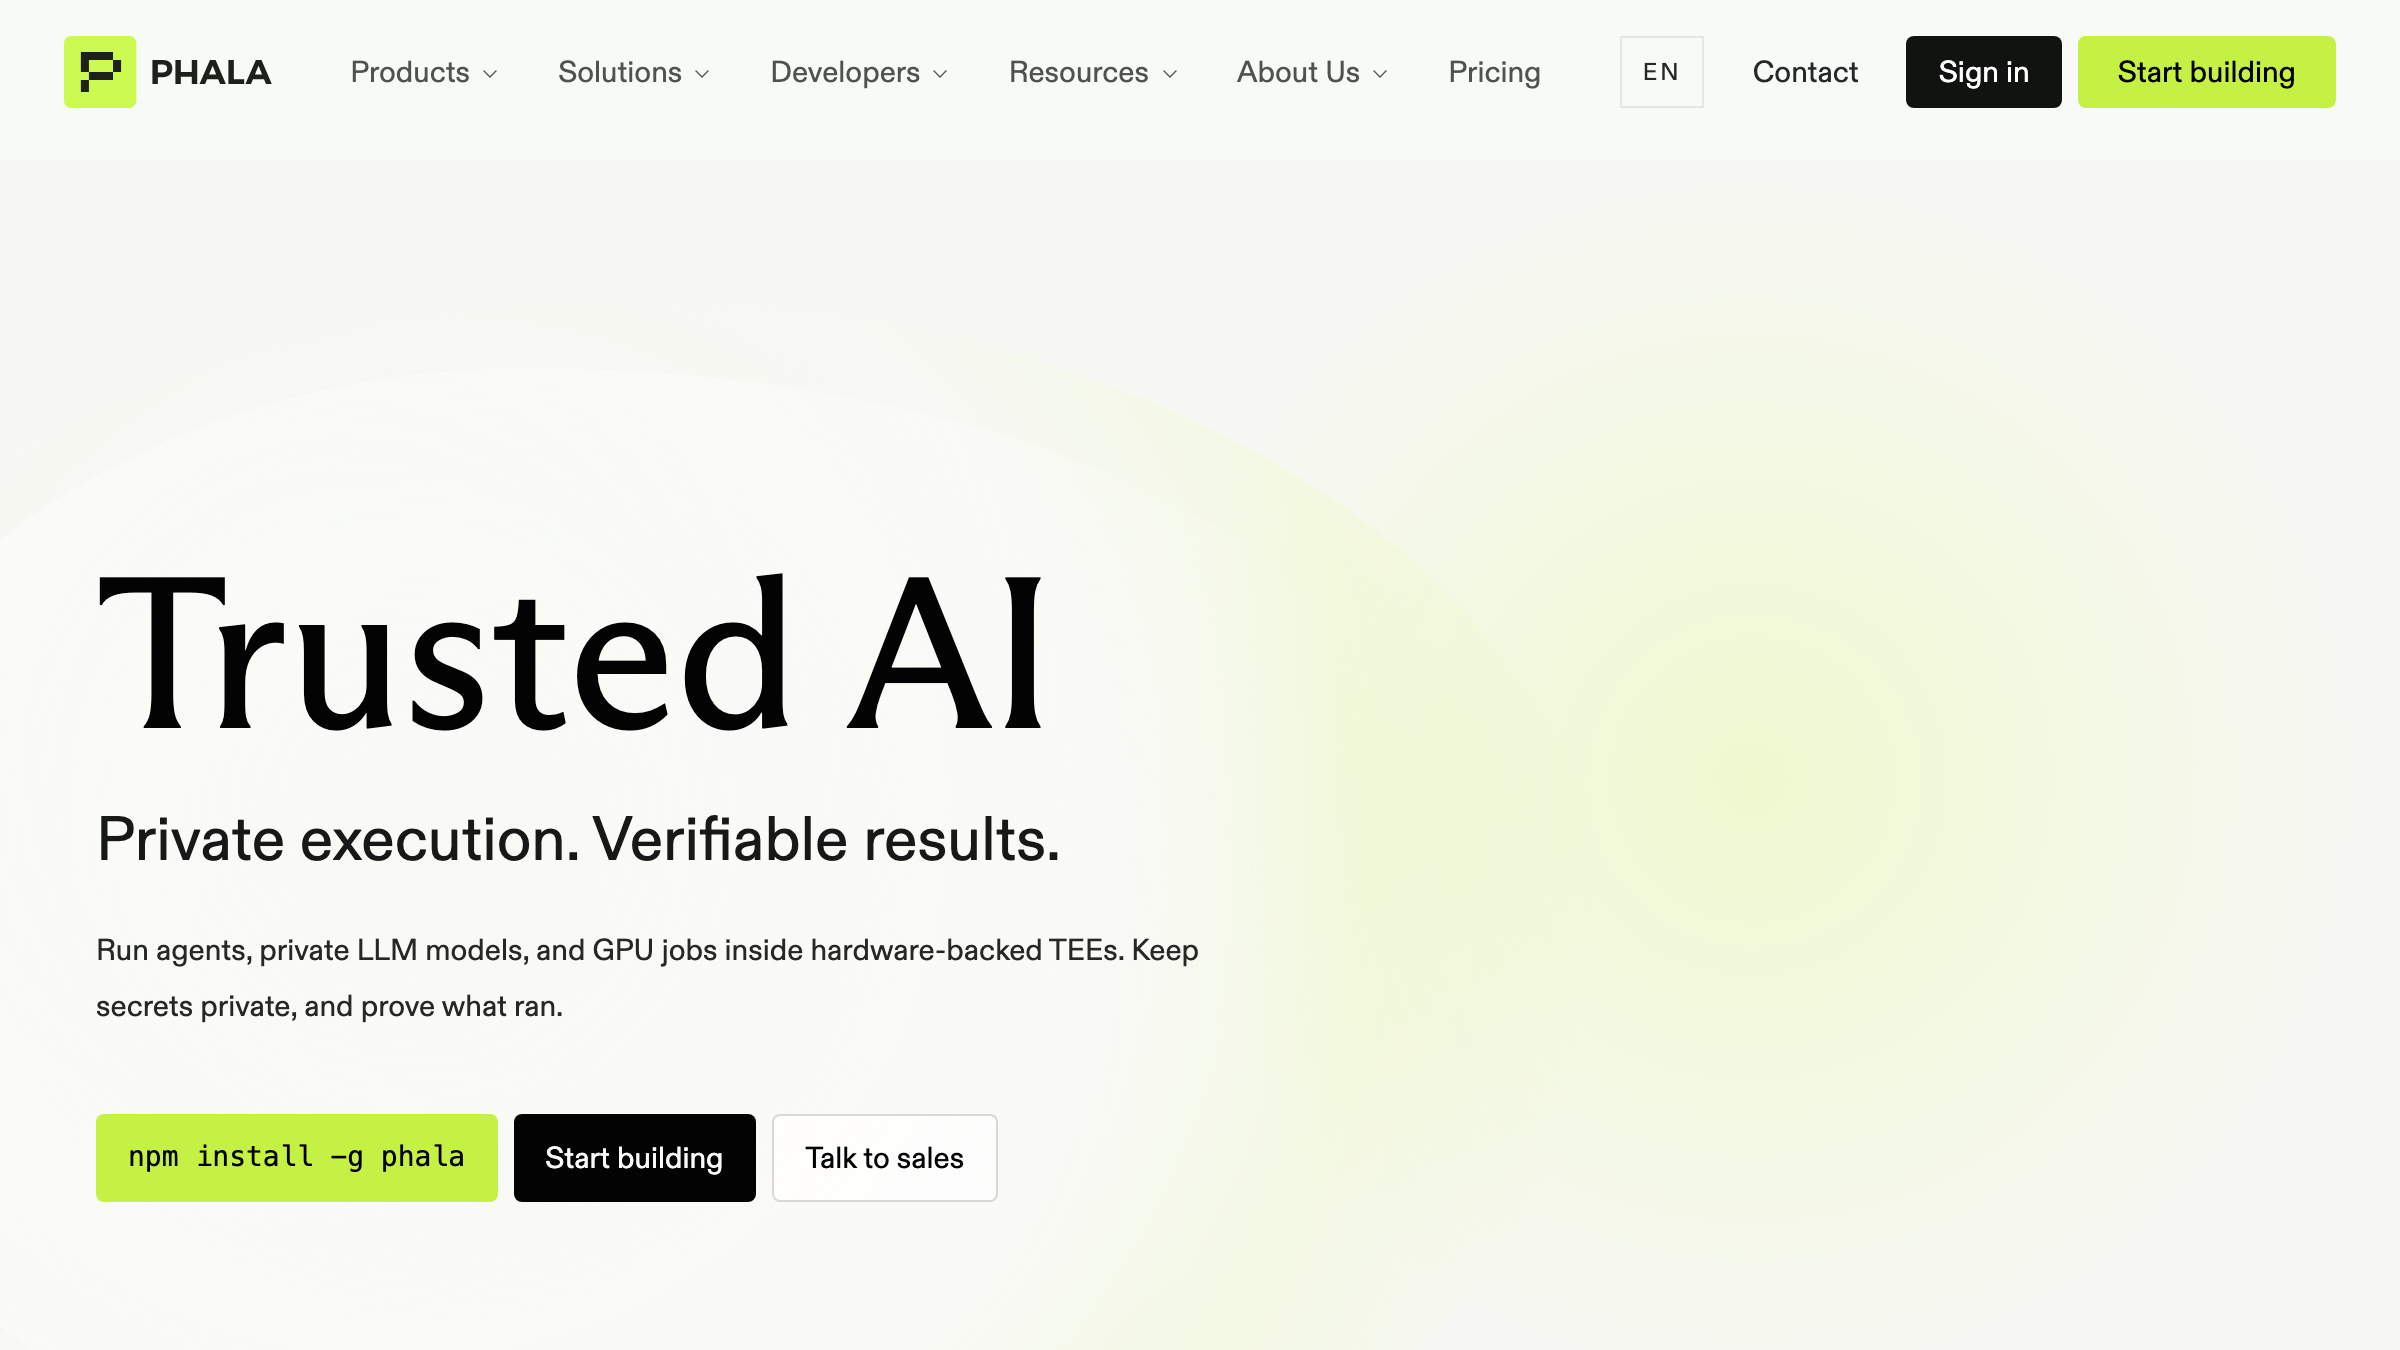 PHALA
Products
Solutions
Developers
Resources
About Us
Pricing
EN
Contact
Sign in
Start building
Trusted AI
Private execution. Verifiable results.
Run agents, private LLM models, and GPU jobs inside hardware-backed TEEs. Keep
secrets private, and prove what ran.
npm install -g phala
Start building
Talk to sales